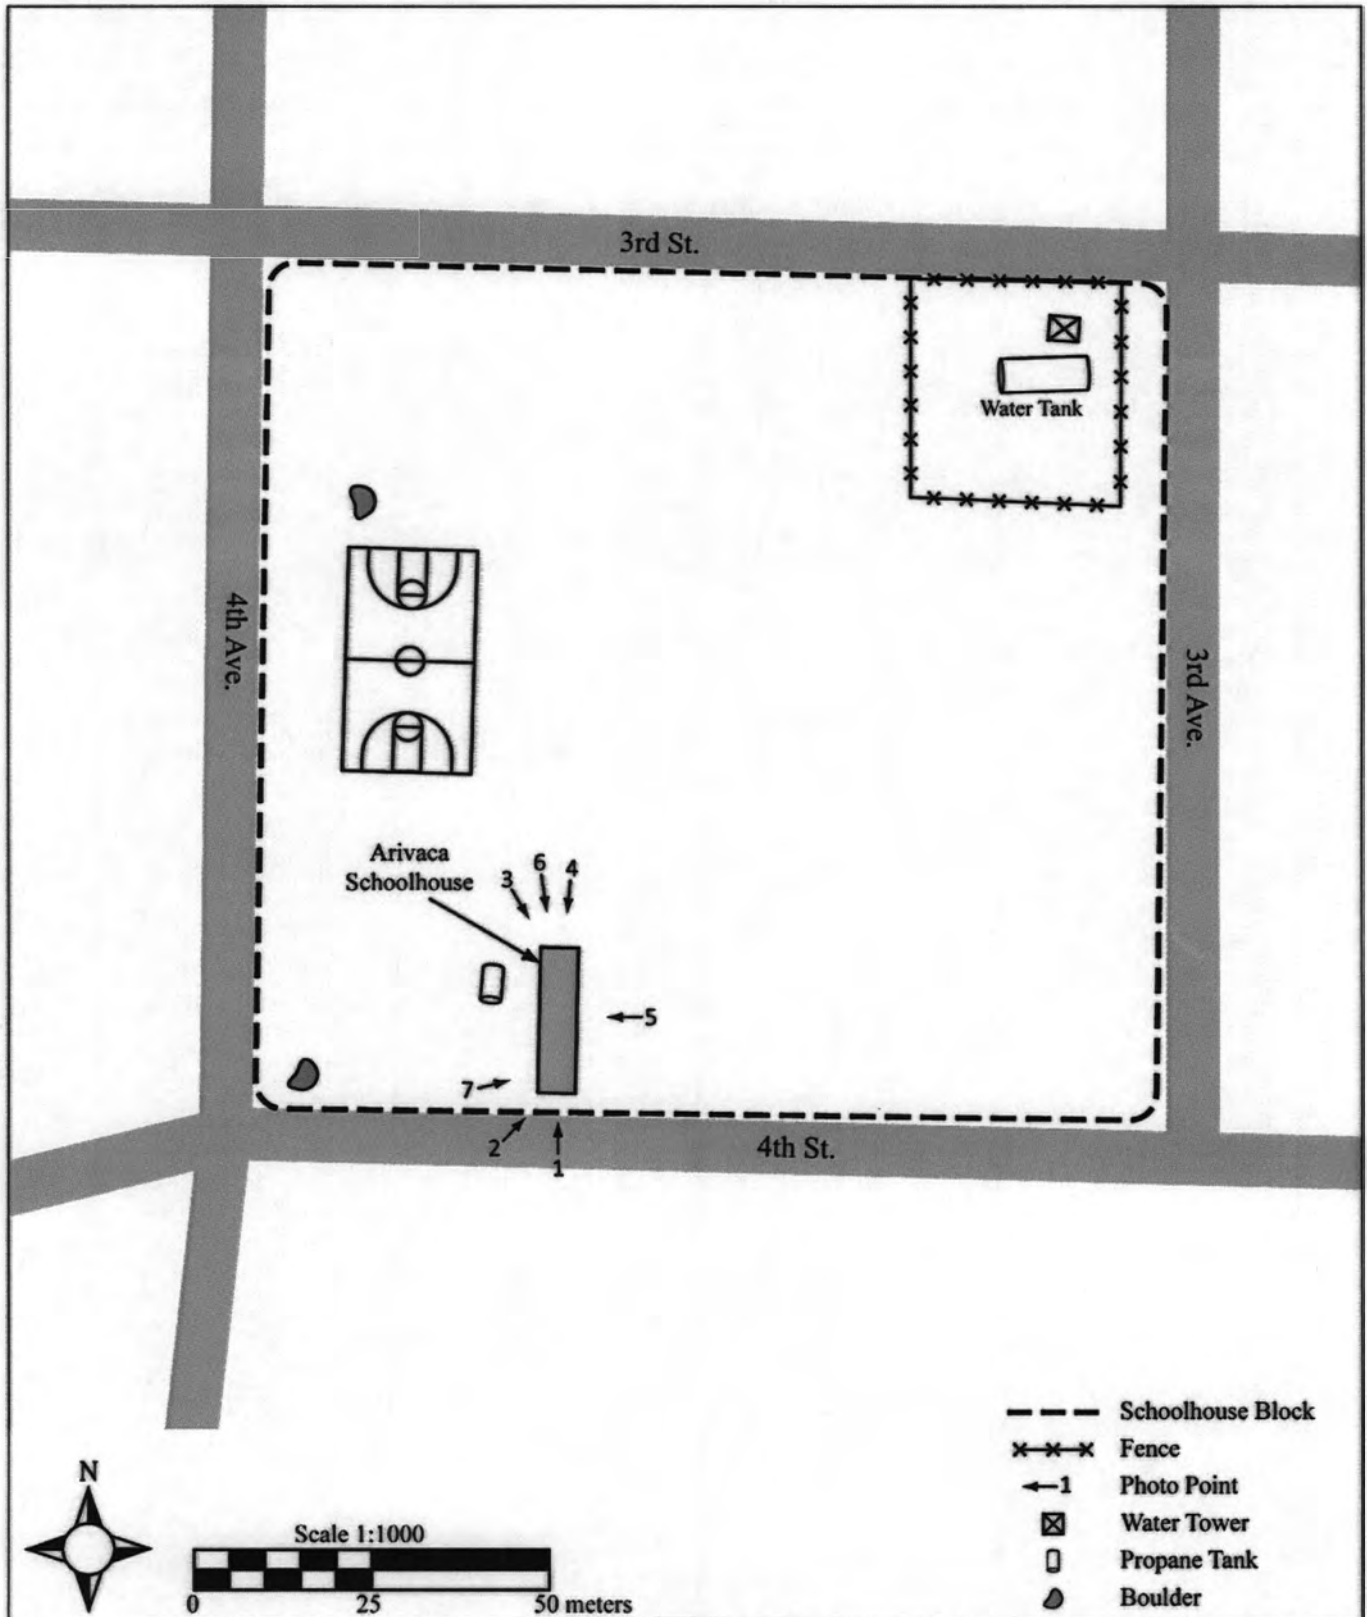 3rd St.
Water Tank
4th Ave.
3rd Ave.
Arivaca
Schoolhouse
3
6
4
5
7
2
1
4th St.
Schoolhouse Block
Fence
1 Photo Point
Water Tower
Propane Tank
Boulder
N
Scale 1:1000
0 25 50 meters